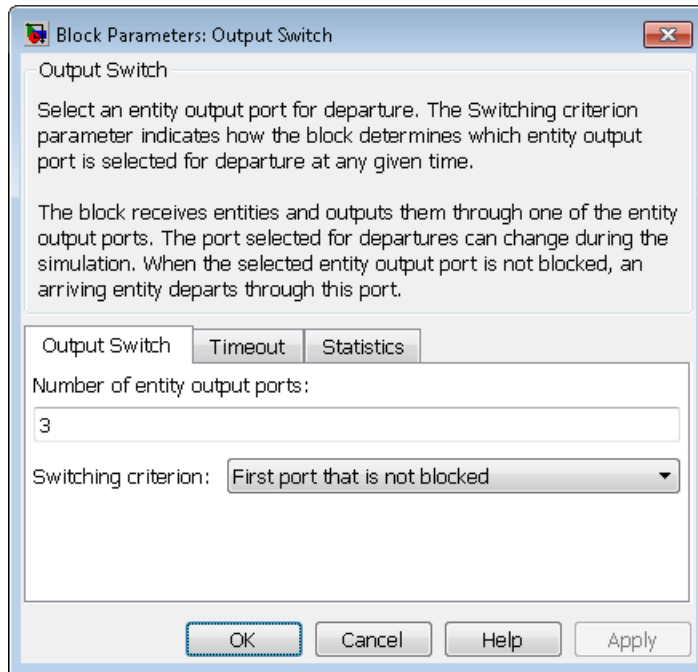 Block Parameters: Output Switch
Output Switch
Select an entity output port for departure. The Switching criterion
parameter indicates how the block determines which entity output
port is selected for departure at any given time.
The block receives entities and outputs them through one of the entity
output ports. The port selected for departures can change during the
simulation. When the selected entity output port is not blocked, an
arriving entity departs through this port.
Output Switch Timeout Statistics
Number of entity output ports:
3
Switching criterion: First port that is not blocked
OK Cancel Help Apply